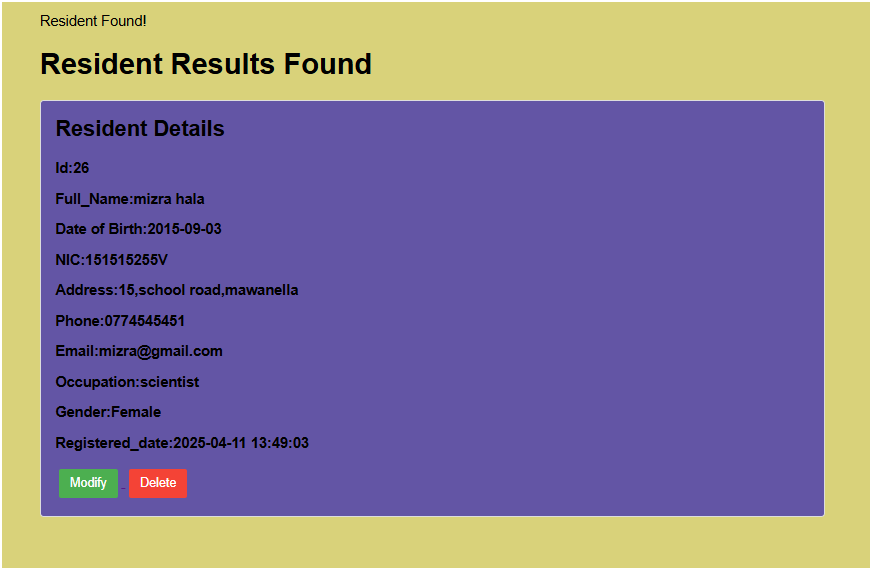 Resident Found!
Resident Results Found
Resident Details
Id:26
Full_Name:mizra hala
Date of Birth:2015-09-03
NIC:151515255V
Address:15,school road,mawanella
Phone:0774545451
Email:mizra@gmail.com
Occupation:scientist
Gender:Female
Registered_date:2025-04-11 13:49:03
Modify Delete